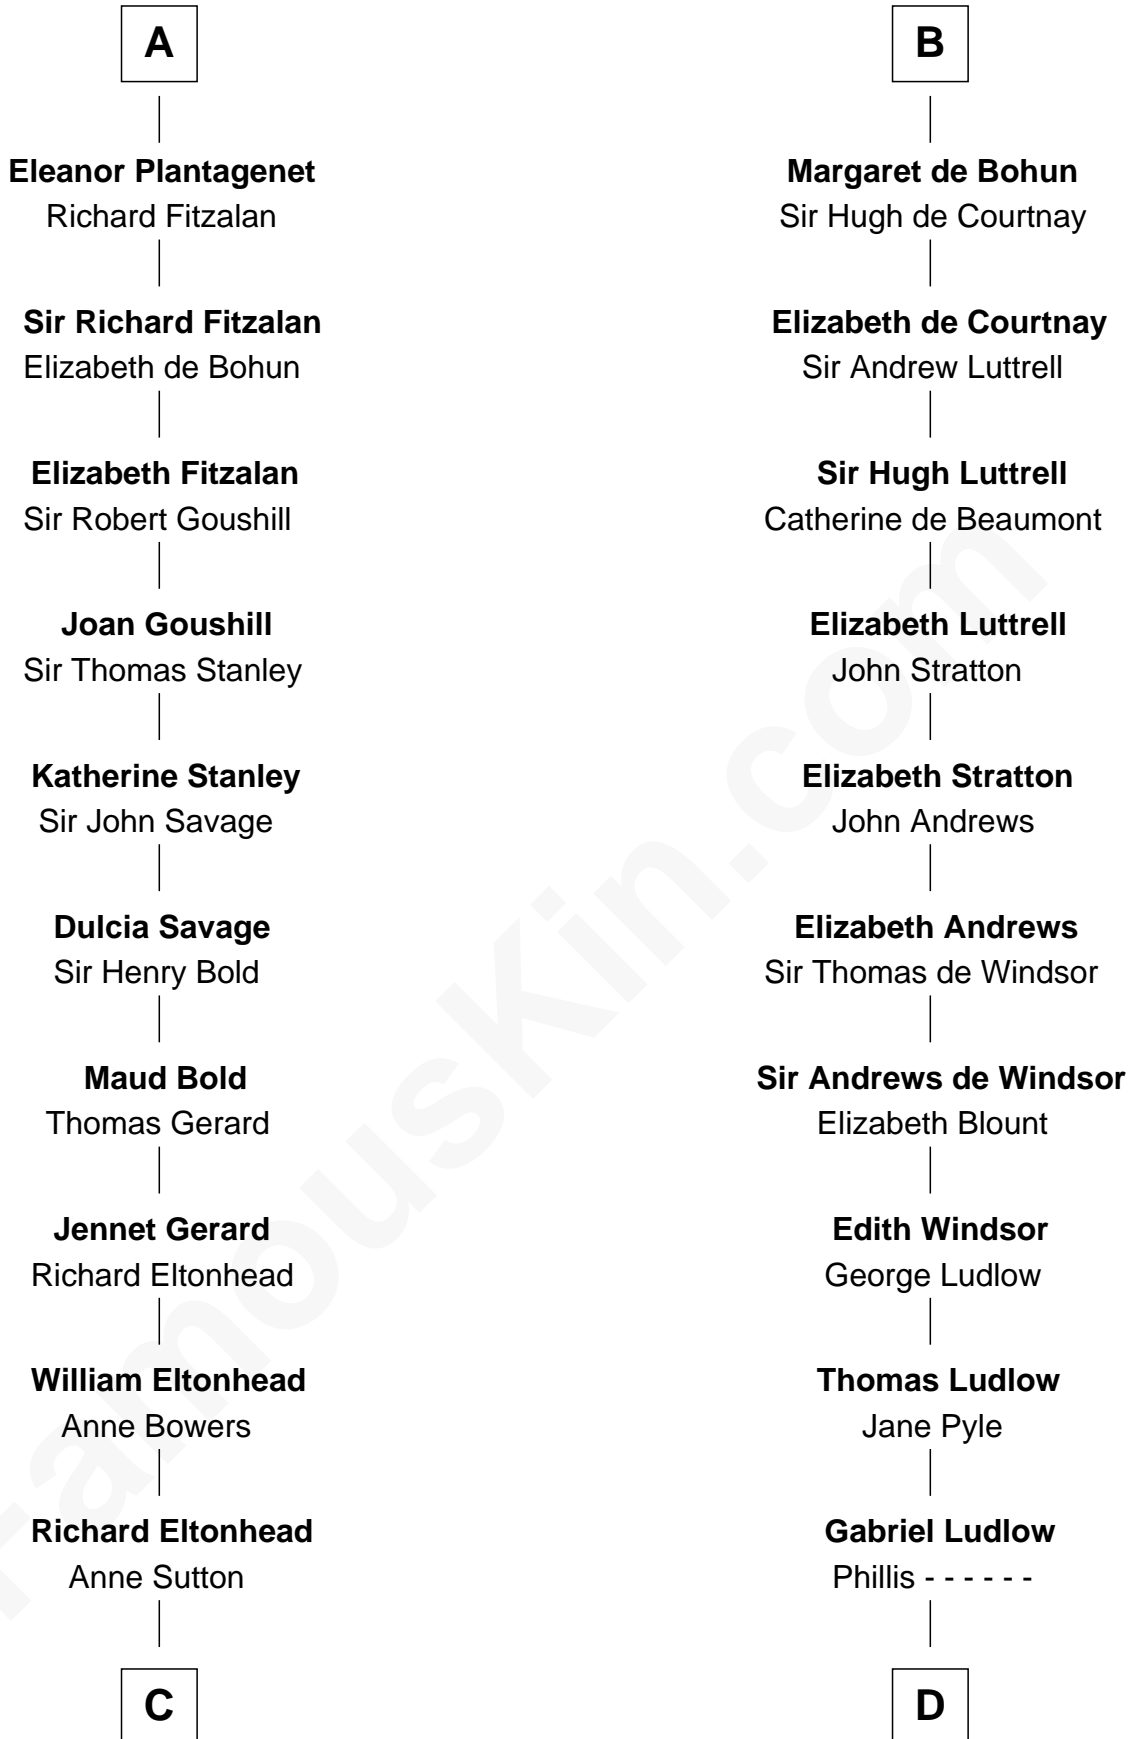 A
Eleanor Plantagenet
Richard Fitzalan
Sir Richard Fitzalan
Elizabeth de Bohun
Elizabeth Fitzalan
Sir Robert Goushill
Joan Goushill
Sir Thomas Stanley
Katherine Stanley
Sir John Savage
Dulcia Savage
Sir Henry Bold
Maud Bold
Thomas Gerard
Jennet Gerard
Richard Eltonhead
William Eltonhead
Anne Bowers
Richard Eltonhead
Anne Sutton
C
B
Margaret de Bohun
Sir Hugh de Courtnay
Elizabeth de Courtnay
Sir Andrew Luttrell
Sir Hugh Luttrell
Catherine de Beaumont
Elizabeth Luttrell
John Stratton
Elizabeth Stratton
John Andrews
Elizabeth Andrews
Sir Thomas de Windsor
Sir Andrews de Windsor
Elizabeth Blount
Edith Windsor
George Ludlow
Thomas Ludlow
Jane Pyle
Gabriel Ludlow
Phillis - - - - - -
D
FamousKin.com